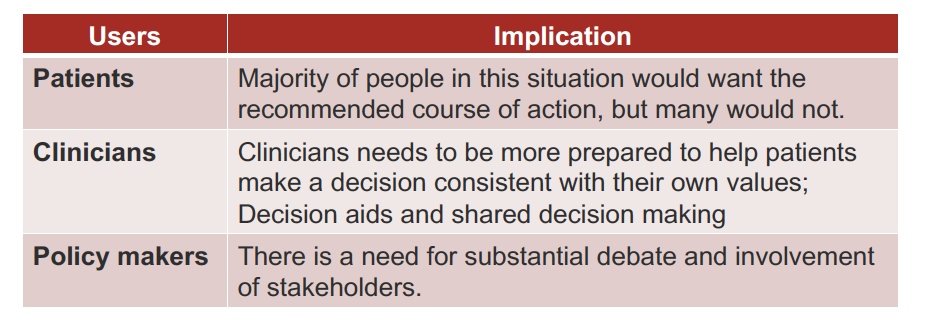 Users
Implication
Patients
Majority of people in this situation would want the
recommended course of action, but many would not.
Clinicians
Clinicians needs to be more prepared to help patients
make a decision consistent with their own values;
Decision aids and shared decision making
Policy makers
There is a need for substantial debate and involvement
of stakeholders.